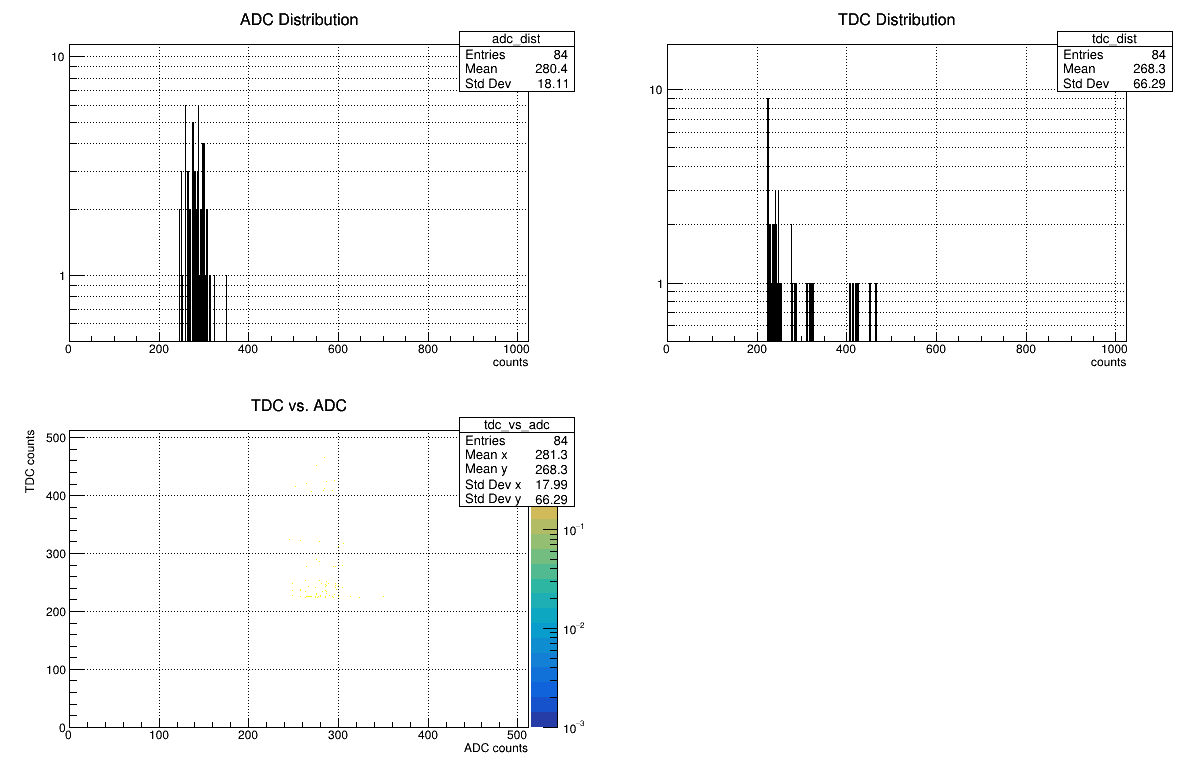 ADC Distribution
adc_dist
Entries 84
Mean 280.4
Std Dev 18.11
10
1
0 200 400 600 800 1000
counts
TDC Distribution
tdc_dist
Entries 84
Mean 268.3
Std Dev 66.29
10
1
0 200 400 600 800 1000
counts
TDC vs. ADC
tdc_vs_adc
Entries 84
Mean x 281.3
Mean y 268.3
Std Dev x 17.99
Std Dev y 66.29
TDC counts
500
400
300
200
100
0
0 100 200 300 400 500
ADC counts
10⁻¹
10⁻²
10⁻³